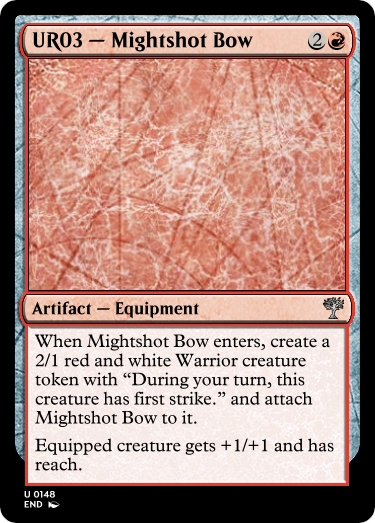 UR03 — Mightshot Bow 2
Artifact — Equipment
When Mightshot Bow enters, create a
2/1 red and white Warrior creature
token with “During your turn, this
creature has first strike.” and attach
Mightshot Bow to it.
Equipped creature gets +1/+1 and has
reach.
U 0148
END